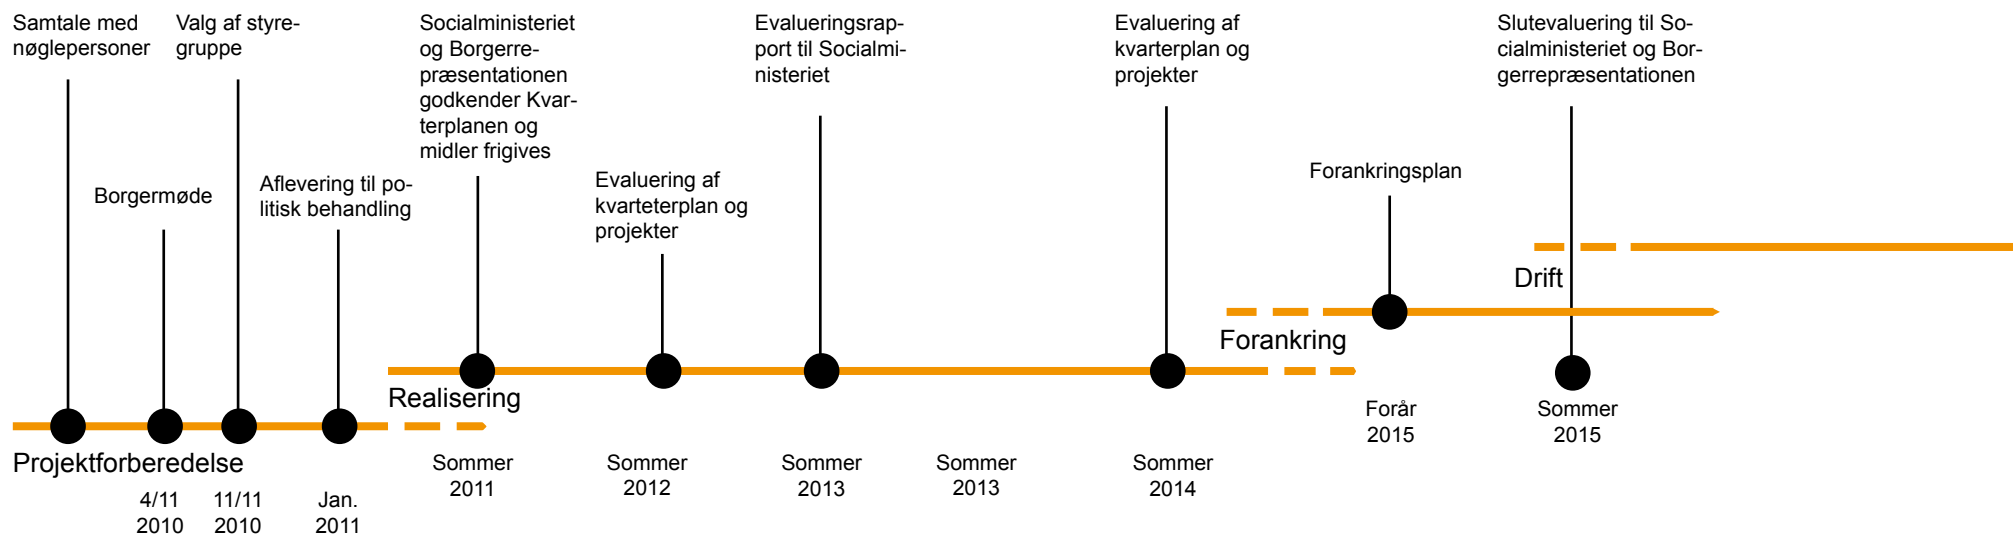 Samtale med
nøglepersoner
Valg af styre-
gruppe
Socialministeriet
og Borgerre-
præsentationen
godkender Kvar-
terplanen og
midler frigives
Evalueringsrap-
port til Socialmi-
nisteriet
Evaluering af
kvarterplan og
projekter
Slutevaluering til So-
cialministeriet og Bor-
gerrepræsentationen
Borgermøde
Aflevering til po-
litisk behandling
Evaluering af
kvarteterplan og
projekter
Forankringsplan
Drift
Forankring
Realisering
Projektforberedelse
4/11
2010
11/11
2010
Jan.
2011
Sommer
2011
Sommer
2012
Sommer
2013
Sommer
2013
Sommer
2014
Forår
2015
Sommer
2015